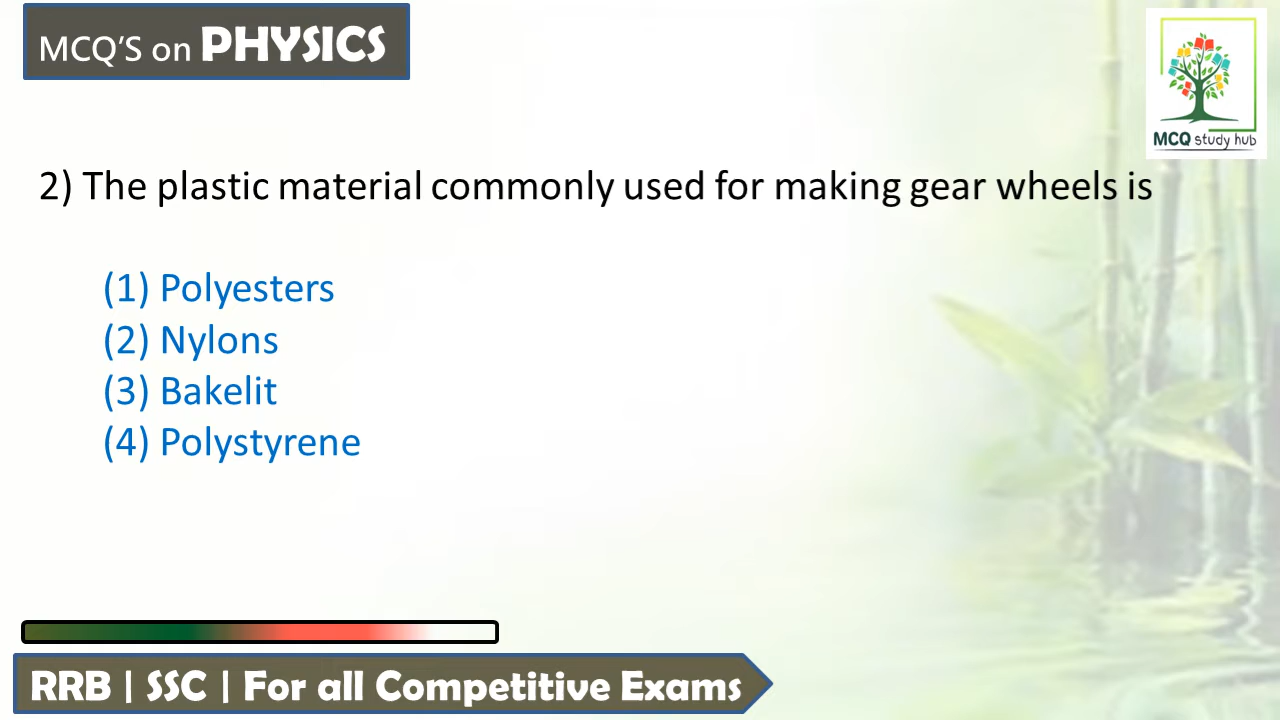 MCQ'S on PHYSICS
MCQ study hub
2) The plastic material commonly used for making gear wheels is
(1) Polyesters
(2) Nylons
(3) Bakelit
(4) Polystyrene
RRB | SSC | For all Competitive Exams